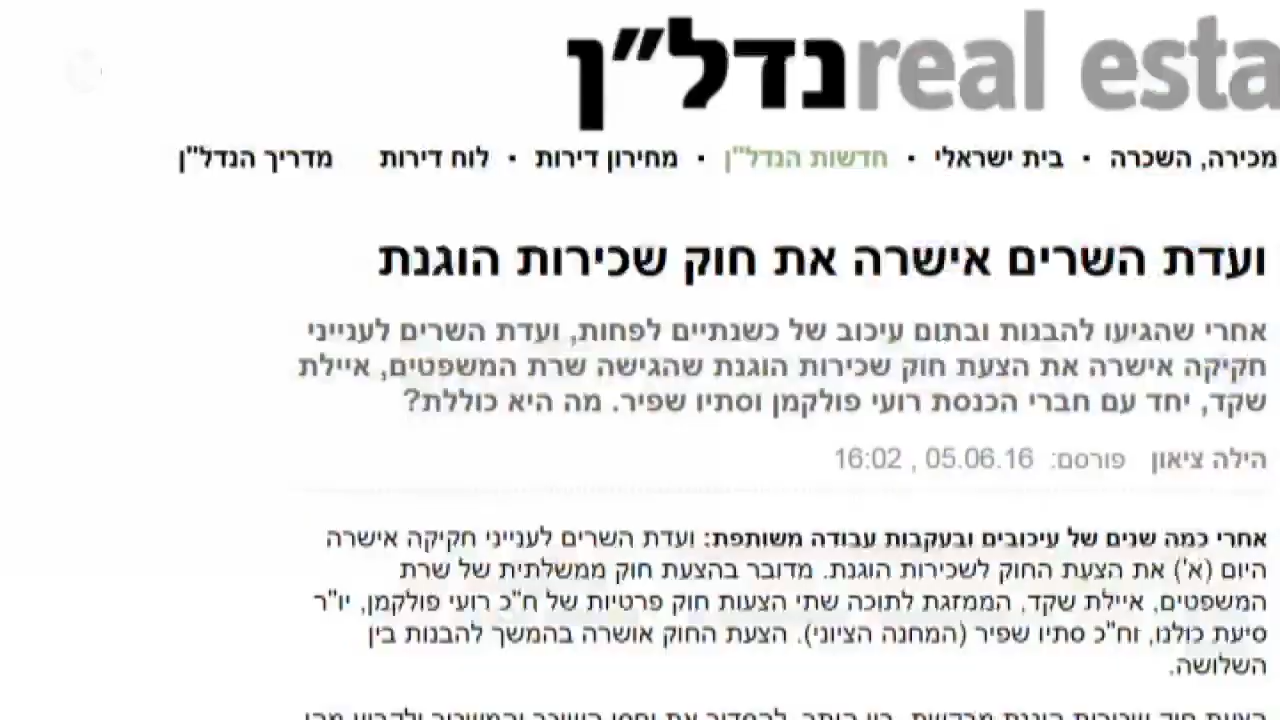 נדל"ן real esta
מכירה, השכרה • בית ישראלי • חדשות הנדל"ן • מחירון דירות • לוח דירות מדריך הנדל"ן
ועדת השרים אישרה את חוק שכירות הוגנת
אחרי שהגיעו להבנות ובתום עיכוב של כשנתיים לפחות, ועדת השרים לענייני
חקיקה אישרה את הצעת חוק שכירות הוגנת שהגישה שרת המשפטים, איילת
שקד, יחד עם חברי הכנסת רועי פולקמן וסתיו שפיר. מה היא כוללת?
הילה ציאון פורסם: 05.06.16 , 16:02
אחרי כמה שנים של עיכובים ובעקבות עבודה משותפת: ועדת השרים לענייני חקיקה אישרה
היום (א') את הצעת החוק לשכירות הוגנת. מדובר בהצעת חוק ממשלתית של שרת
המשפטים, איילת שקד, הממזגת לתוכה שתי הצעות חוק פרטיות של ח"כ רועי פולקמן, יו"ר
סיעת כולנו, וח"כ סתיו שפיר (המחנה הציוני). הצעת החוק אושרה בהמשך להבנות בין
השלושה.